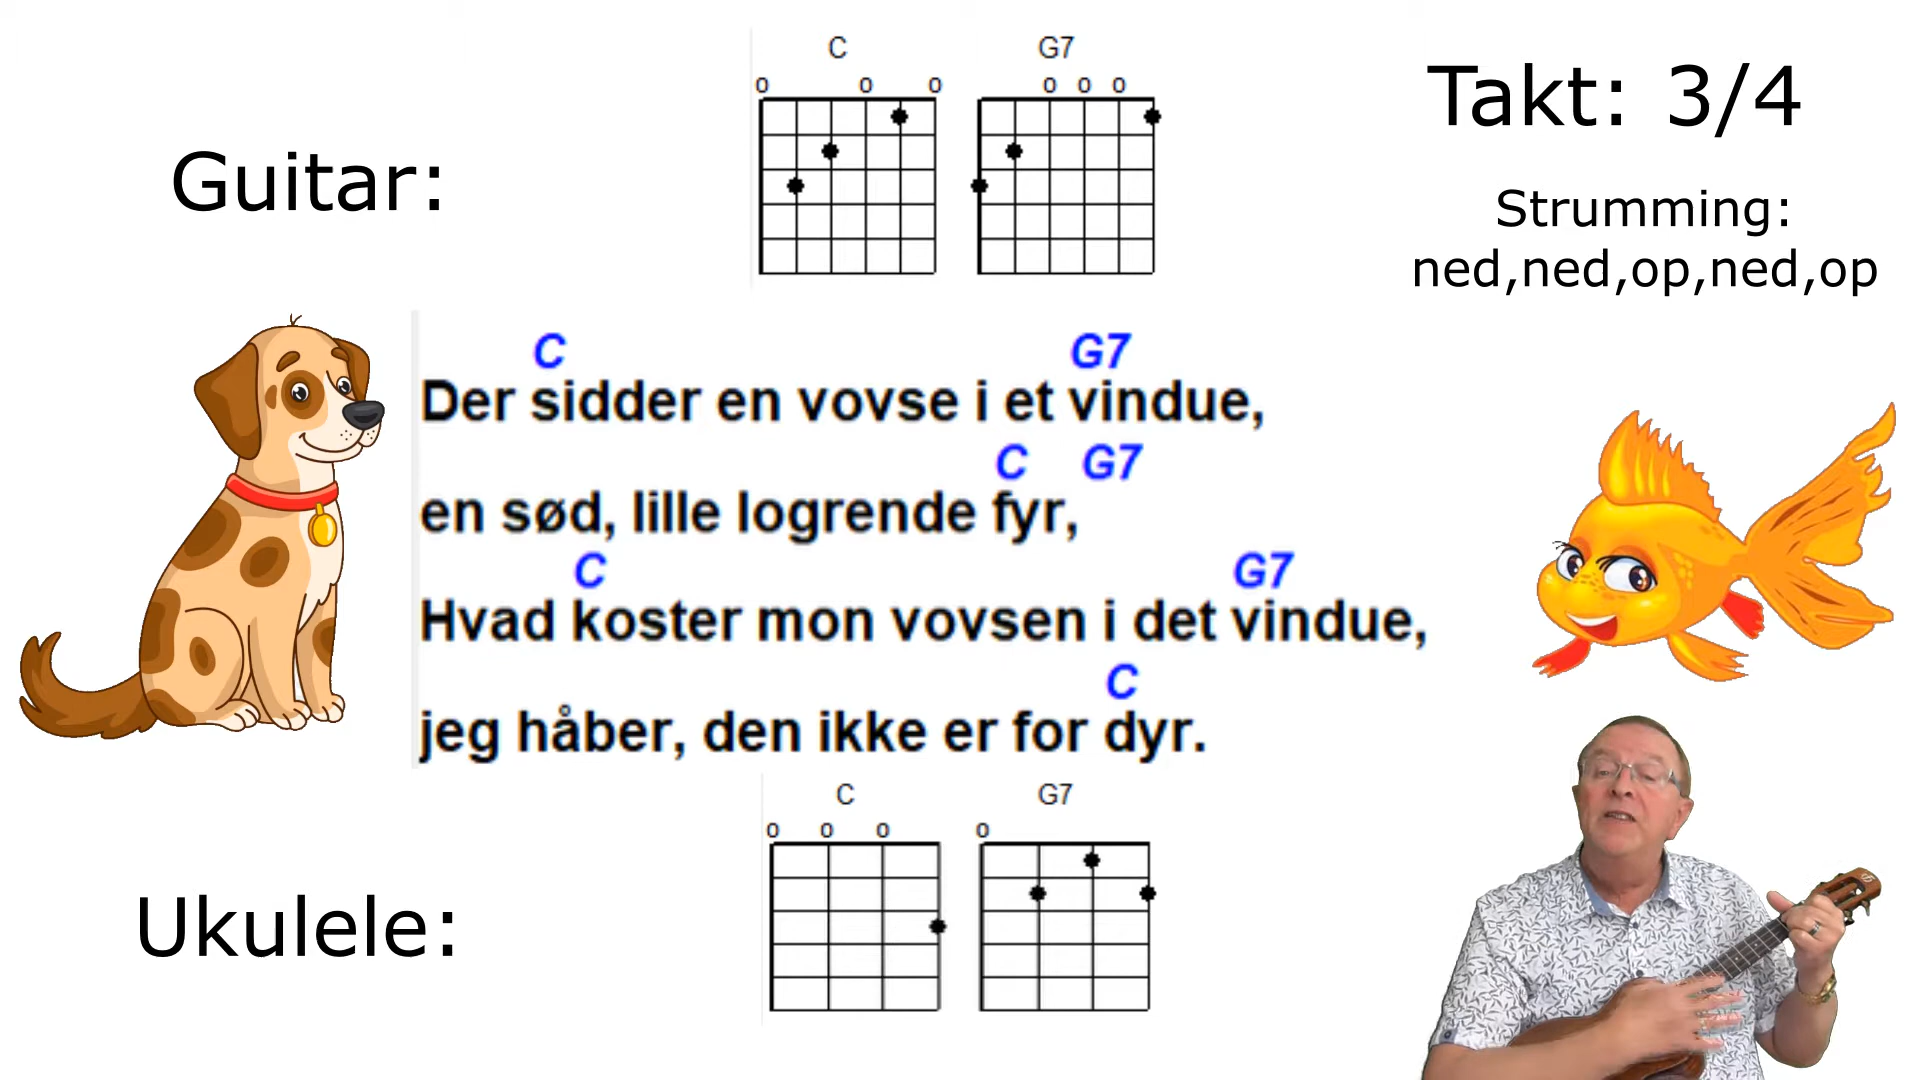 C G7
o o o o o o
Guitar:
Takt: 3/4
Strumming:
ned,ned,op,ned,op
C G7
Der sidder en vovse i et vindue,
C G7
en sød, lille logrende fyr,
C G7
Hvad koster mon vovsen i det vindue,
C
jeg håber, den ikke er for dyr.
C G7
o o o o
Ukulele: